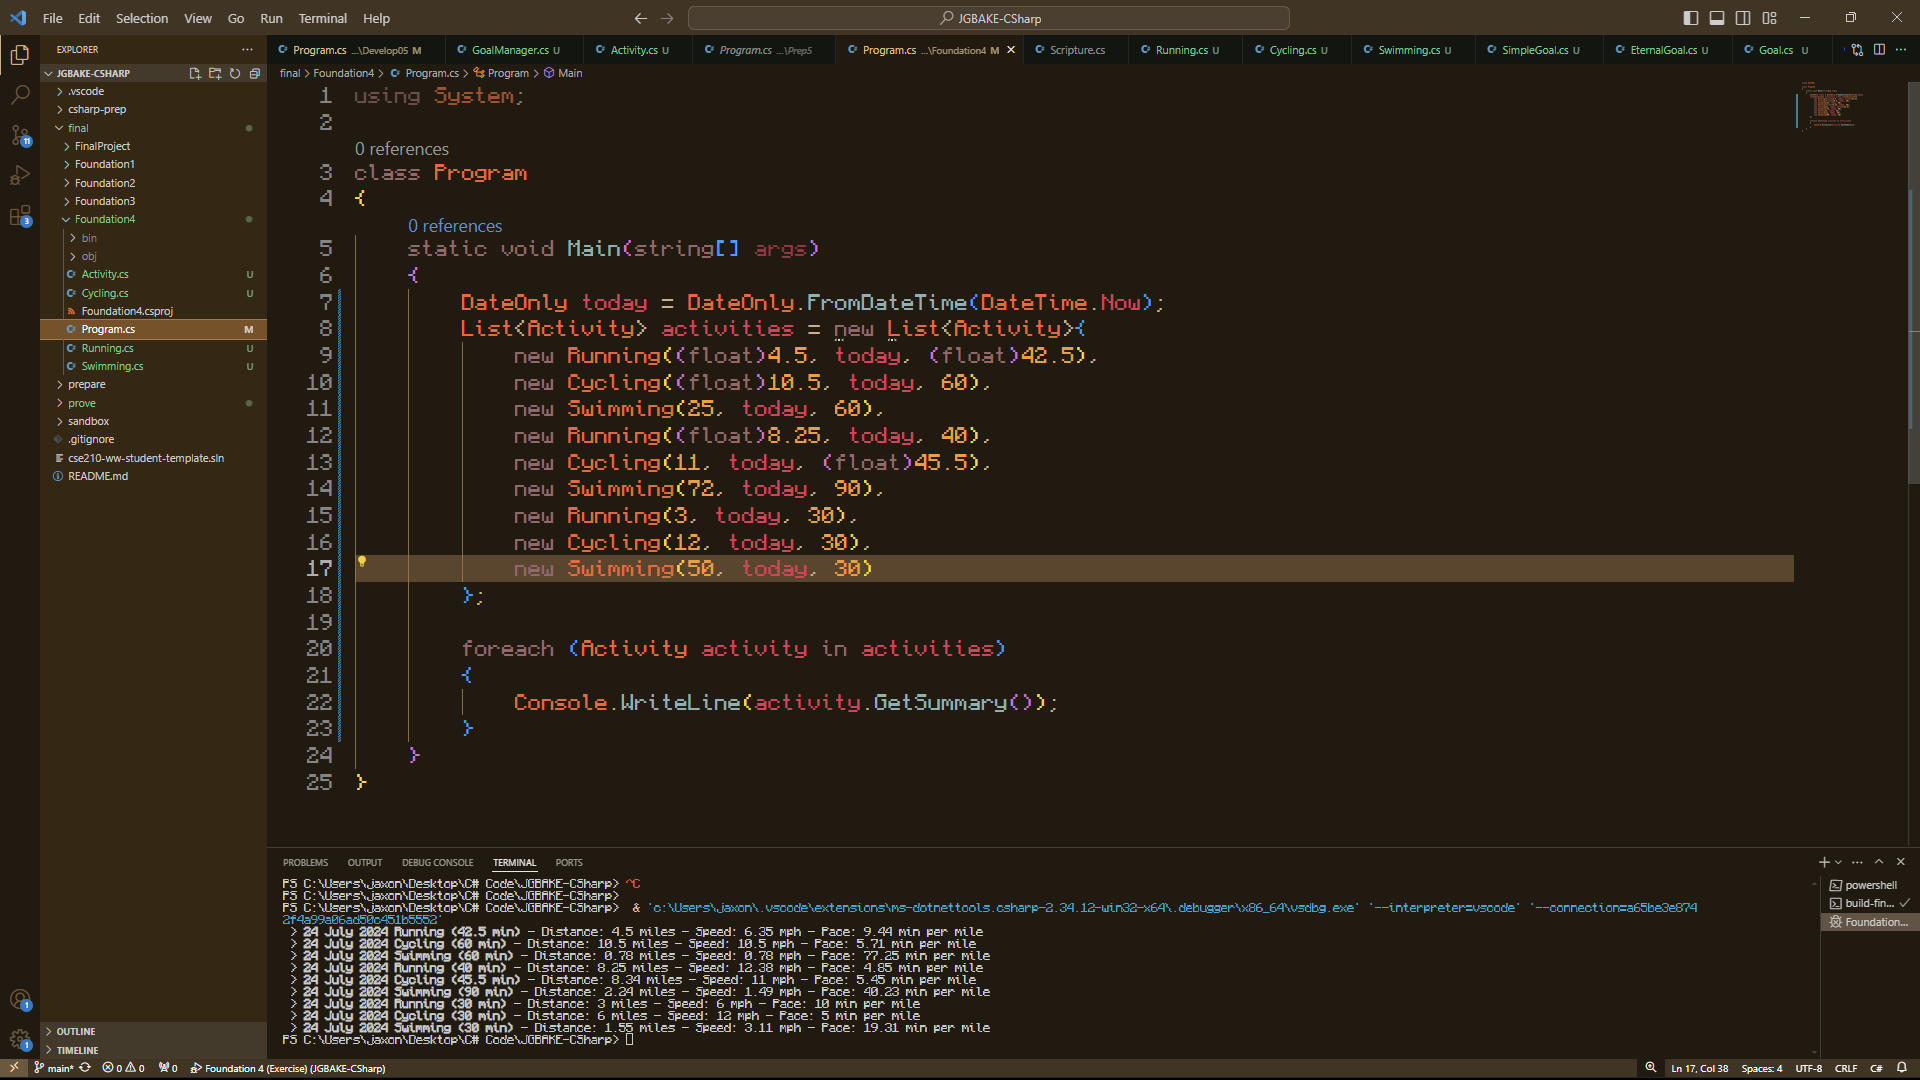 File Edit Selection View Go Run Terminal Help
JGBAKE-CSharp
EXPLORER
Program.cs ...\Develop05 M
GoalManager.cs U
Activity.cs U
Program.cs ...\Prep5
Program.cs ...\Foundation4 M
Scripture.cs
Running.cs U
Cycling.cs U
Swimming.cs U
SimpleGoal.cs U
EternalGoal.cs U
Goal.cs U
JGBAKE-CSHARP
final > Foundation4 > Program.cs > Program > Main
.vscode
csharp-prep
final
FinalProject
Foundation1
Foundation2
Foundation3
Foundation4
bin
obj
Activity.cs U
Cycling.cs U
Foundation4.csproj
Program.cs M
Running.cs U
Swimming.cs U
prepare
prove
sandbox
.gitignore
cse210-ww-student-template.sln
README.md
OUTLINE
TIMELINE
11
3
1
1
1 using System;
2
0 references
3 class Program
4 {
0 references
5 static void Main(string[] args)
6 {
7 DateOnly today = DateOnly.FromDateTime(DateTime.Now);
8 List<Activity> activities = new List<Activity>{
9 new Running((float)4.5, today, (float)42.5),
10 new Cycling((float)10.5, today, 60),
11 new Swimming(25, today, 60),
12 new Running((float)8.25, today, 40),
13 new Cycling(11, today, (float)45.5),
14 new Swimming(72, today, 90),
15 new Running(3, today, 30),
16 new Cycling(12, today, 30),
17 new Swimming(50, today, 30)
18 };
19
20 foreach (Activity activity in activities)
21 {
22 Console.WriteLine(activity.GetSummary());
23 }
24 }
25 }
PROBLEMS OUTPUT DEBUG CONSOLE TERMINAL PORTS
PS C:\Users\jaxon\Desktop\C# Code\JGBAKE-CSharp> ^C
PS C:\Users\jaxon\Desktop\C# Code\JGBAKE-CSharp>
PS C:\Users\jaxon\Desktop\C# Code\JGBAKE-CSharp> & 'c:\Users\jaxon\.vscode\extensions\ms-dotnettools.csharp-2.34.12-win32-x64\.debugger\x86_64\vsdbg.exe' '--interpreter=vscode' '--connection=a65be3e874
2f4a99a06ad50c451b5552'
> 24 July 2024 Running (42.5 min) - Distance: 4.5 miles - Speed: 6.35 mph - Pace: 9.44 min per mile
> 24 July 2024 Cycling (60 min) - Distance: 10.5 miles - Speed: 10.5 mph - Pace: 5.71 min per mile
> 24 July 2024 Swimming (60 min) - Distance: 0.78 miles - Speed: 0.78 mph - Pace: 77.25 min per mile
> 24 July 2024 Running (40 min) - Distance: 8.25 miles - Speed: 12.38 mph - Pace: 4.85 min per mile
> 24 July 2024 Cycling (45.5 min) - Distance: 8.34 miles - Speed: 11 mph - Pace: 5.45 min per mile
> 24 July 2024 Swimming (90 min) - Distance: 2.24 miles - Speed: 1.49 mph - Pace: 40.23 min per mile
> 24 July 2024 Running (30 min) - Distance: 3 miles - Speed: 6 mph - Pace: 10 min per mile
> 24 July 2024 Cycling (30 min) - Distance: 6 miles - Speed: 12 mph - Pace: 5 min per mile
> 24 July 2024 Swimming (30 min) - Distance: 1.55 miles - Speed: 3.11 mph - Pace: 19.31 min per mile
PS C:\Users\jaxon\Desktop\C# Code\JGBAKE-CSharp>
powershell
build-fin...
Foundation...
main* 0 0 0 Foundation 4 (Exercise) (JGBAKE-CSharp)
Ln 17, Col 38 Spaces: 4 UTF-8 CRLF C#